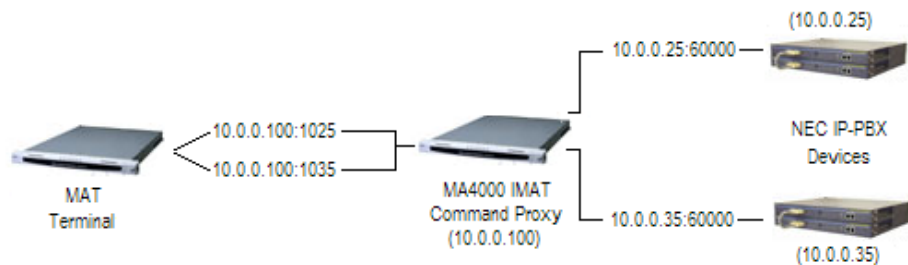 (10.0.0.25)
10.0.0.25:60000
10.0.0.100:1025
10.0.0.100:1035
NEC IP-PBX
Devices
MAT
Terminal
MA4000 IMAT
Command Proxy
(10.0.0.100)
10.0.0.35:60000
(10.0.0.35)